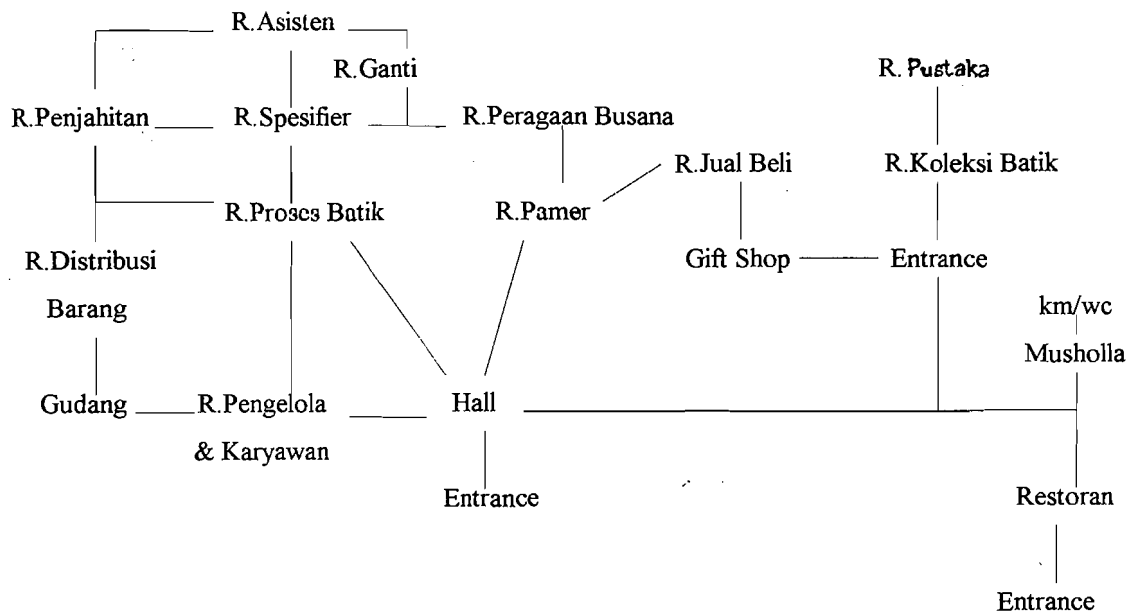 R.Asisten
R.Ganti
R. Pustaka
R.Penjahitan
R.Spesifier
R.Peragaan Busana
R.Jual Beli
R.Koleksi Batik
R.Proses Batik
R.Pamer
R.Distribusi
Barang
Gift Shop
Entrance
km/wc
Musholla
Gudang
R.Pengelola
& Karyawan
Hall
Entrance
Restoran
Entrance